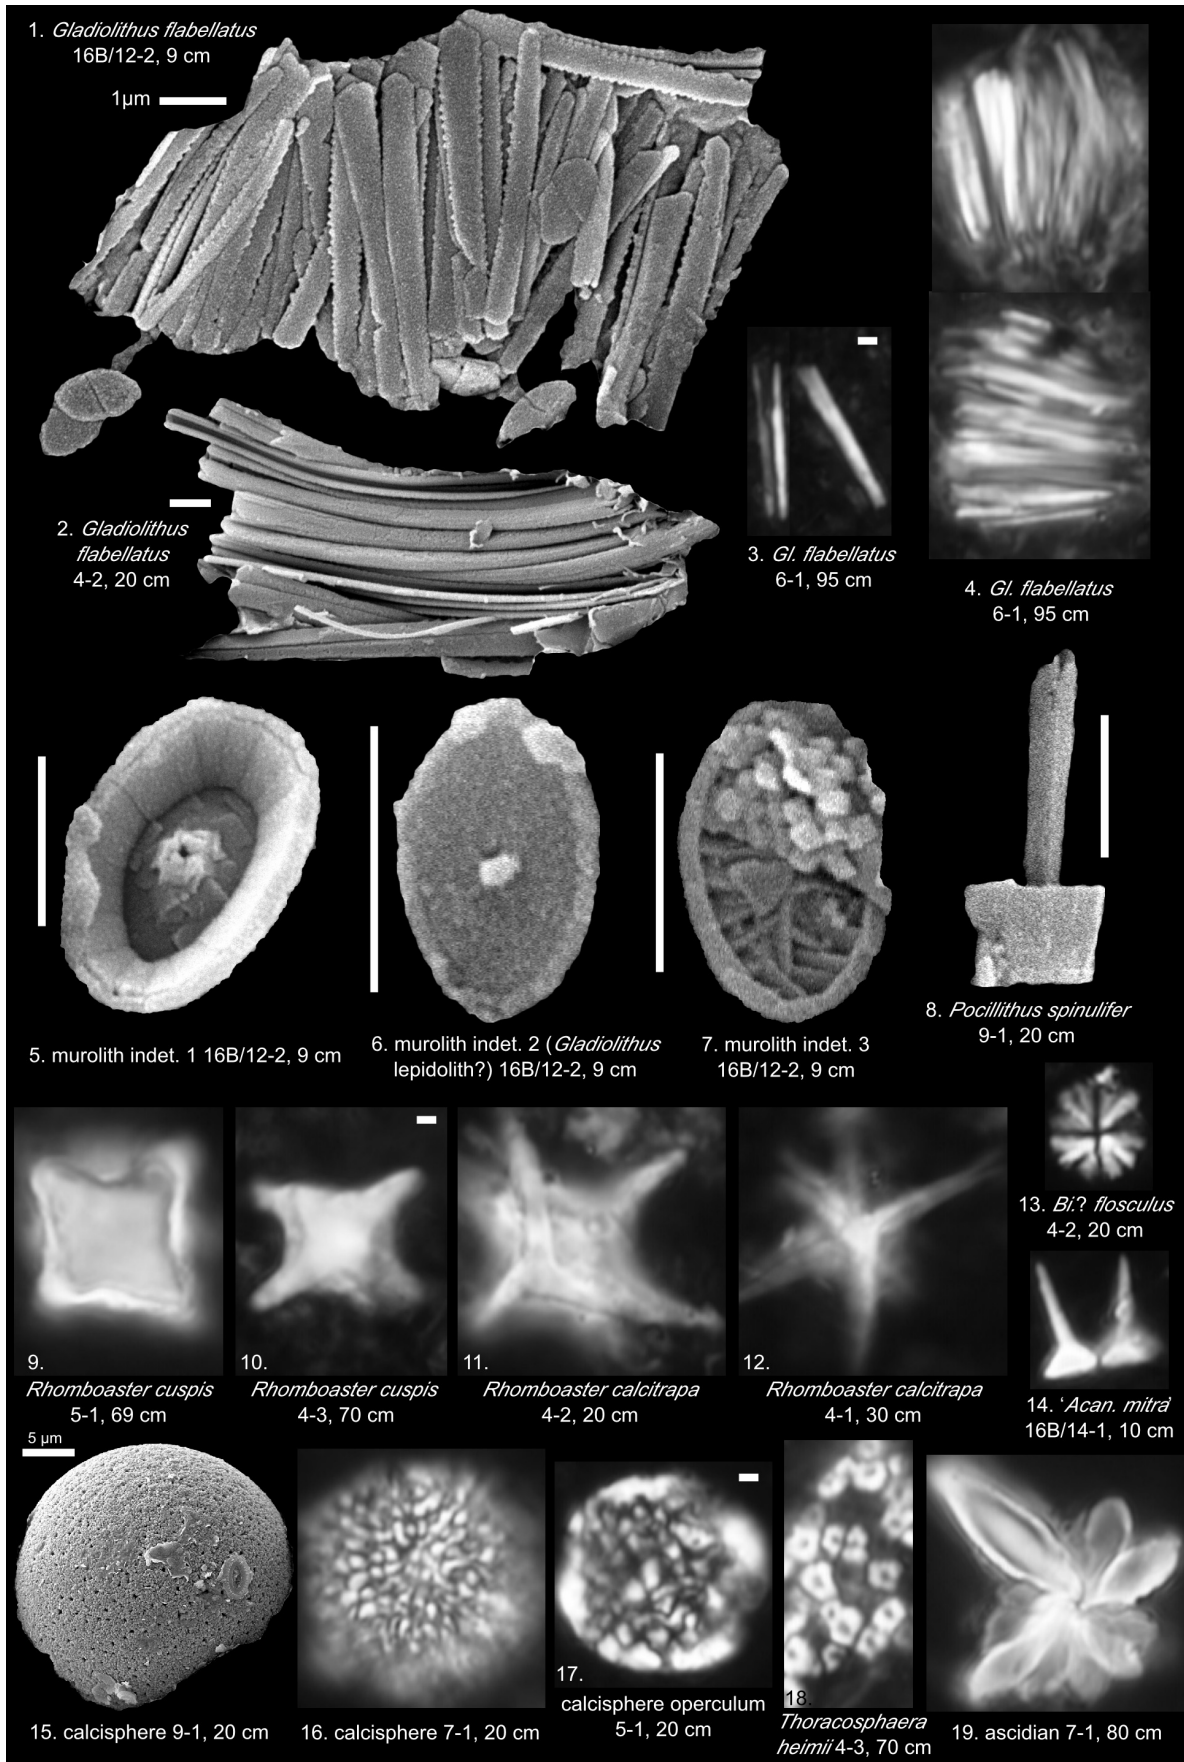 1. Gladiolithus flabellatus
16B/12-2, 9 cm
1µm
2. Gladiolithus
flabellatus
4-2, 20 cm
3. Gl. flabellatus
6-1, 95 cm
4. Gl. flabellatus
6-1, 95 cm
5. murolith indet. 1 16B/12-2, 9 cm
6. murolith indet. 2 (Gladiolithus
lepidolith?) 16B/12-2, 9 cm
7. murolith indet. 3
16B/12-2, 9 cm
8. Pocillithus spinulifer
9-1, 20 cm
9.
Rhomboaster cuspis
5-1, 69 cm
10.
Rhomboaster cuspis
4-3, 70 cm
11.
Rhomboaster calcitrapa
4-2, 20 cm
12.
Rhomboaster calcitrapa
4-1, 30 cm
13. Bi.? flosculus
4-2, 20 cm
14. ‘Acan. mitra’
16B/14-1, 10 cm
5 µm
15. calcisphere 9-1, 20 cm
16. calcisphere 7-1, 20 cm
17.
calcisphere operculum
5-1, 20 cm
18.
Thoracosphaera
heimii 4-3, 70 cm
19. ascidian 7-1, 80 cm